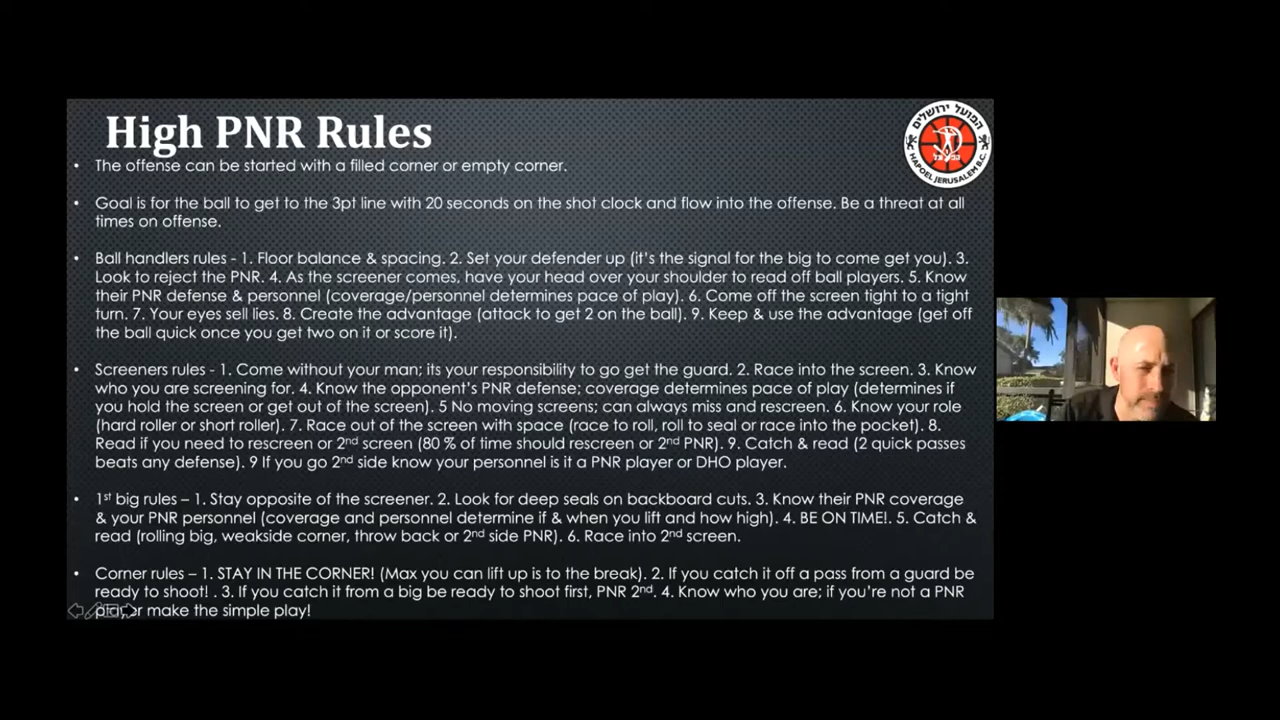 High PNR Rules
הפועל ירושלים
HAPOEL JERUSALEM B.C.
• The offense can be started with a filled corner or empty corner.
• Goal is for the ball to get to the 3pt line with 20 seconds on the shot clock and flow into the offense. Be a threat at all
times on offense.
• Ball handlers rules - 1. Floor balance & spacing. 2. Set your defender up (it's the signal for the big to come get you). 3.
Look to reject the PNR. 4. As the screener comes, have your head over your shoulder to read off ball players. 5. Know
their PNR defense & personnel (coverage/personnel determines pace of play). 6. Come off the screen tight to a tight
turn. 7. Your eyes sell lies. 8. Create the advantage (attack to get 2 on the ball). 9. Keep & use the advantage (get off
the ball quick once you get two on it or score it).
• Screeners rules - 1. Come without your man; its your responsibility to go get the guard. 2. Race into the screen. 3. Know
who you are screening for. 4. Know the opponent's PNR defense; coverage determines pace of play (determines if
you hold the screen or get out of the screen). 5 No moving screens; can always miss and rescreen. 6. Know your role
(hard roller or short roller). 7. Race out of the screen with space (race to roll, roll to seal or race into the pocket). 8.
Read if you need to rescreen or 2nd screen (80 % of time should rescreen or 2nd PNR). 9. Catch & read (2 quick passes
beats any defense). 9 If you go 2nd side know your personnel is it a PNR player or DHO player.
• 1st big rules – 1. Stay opposite of the screener. 2. Look for deep seals on backboard cuts. 3. Know their PNR coverage
& your PNR personnel (coverage and personnel determine if & when you lift and how high). 4. BE ON TIME!. 5. Catch &
read (rolling big, weakside corner, throw back or 2nd side PNR). 6. Race into 2nd screen.
• Corner rules – 1. STAY IN THE CORNER! (Max you can lift up is to the break). 2. If you catch it off a pass from a guard be
ready to shoot! . 3. If you catch it from a big be ready to shoot first, PNR 2nd. 4. Know who you are; if you're not a PNR
make the simple play!